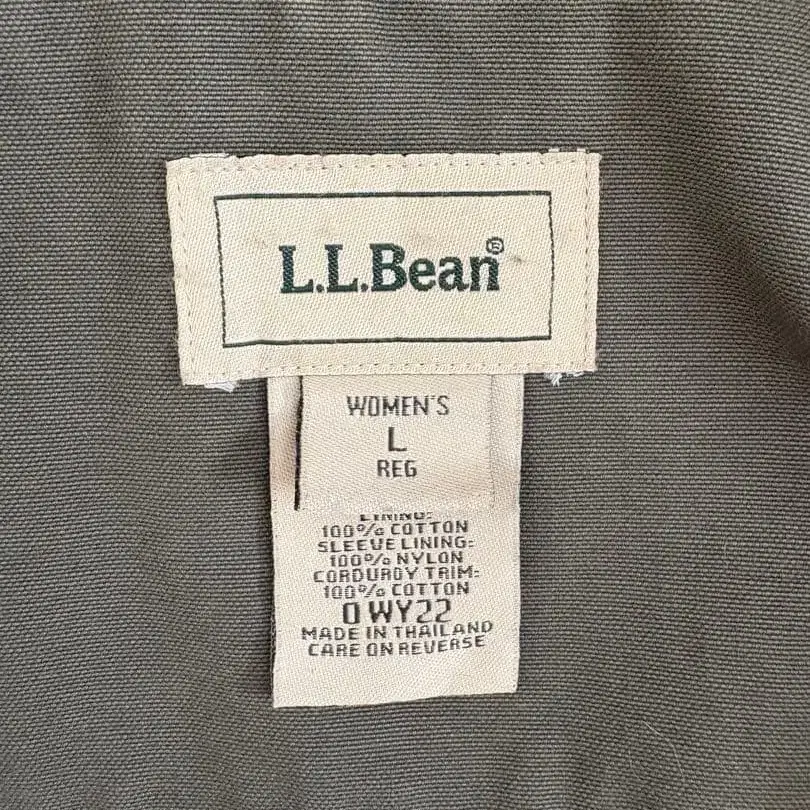 L.L.Bean®
WOMEN'S
L
REG
LINING:
100% COTTON
SLEEVE LINING:
100% NYLON
CORDUROY TRIM:
100% COTTON
0 WY22
MADE IN THAILAND
CARE ON REVERSE